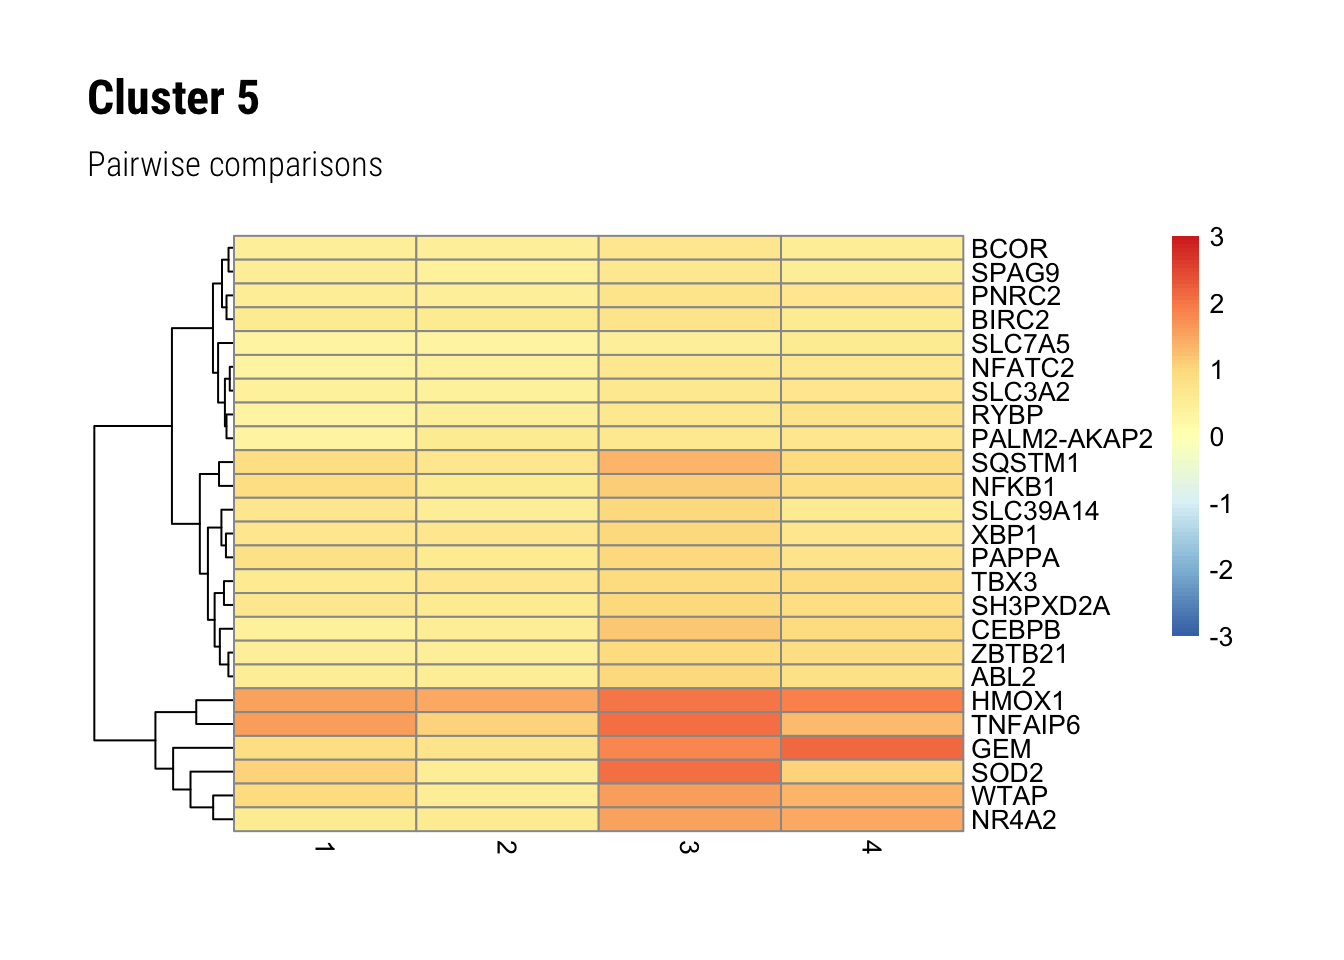 Cluster 5
Pairwise comparisons
BCOR
SPAG9
PNRC2
BIRC2
SLC7A5
NFATC2
SLC3A2
RYBP
PALM2-AKAP2
SQSTM1
NFKB1
SLC39A14
XBP1
PAPPA
TBX3
SH3PXD2A
CEBPB
ZBTB21
ABL2
HMOX1
TNFAIP6
GEM
SOD2
WTAP
NR4A2
1 2 3 4
3
2
1
0
-1
-2
-3